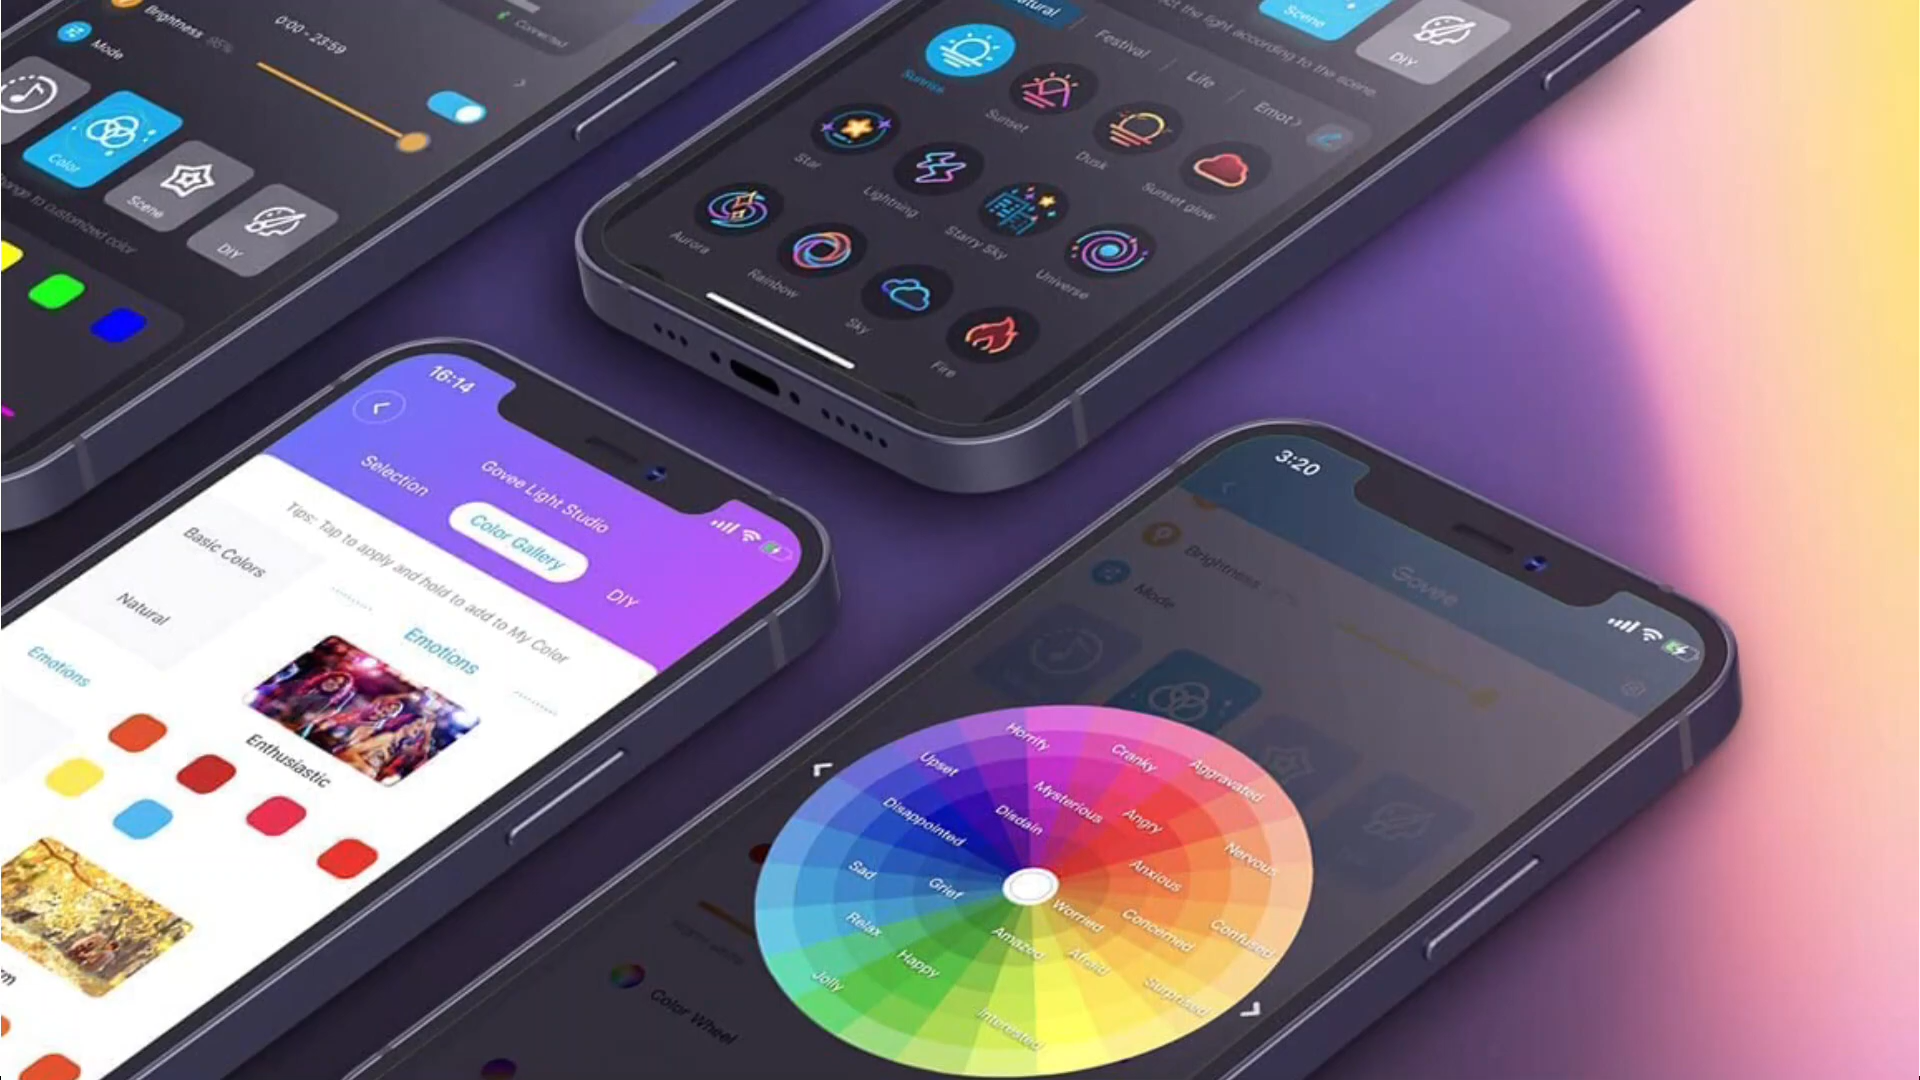 Brightness 95%
0:00 - 23:59
Connected
Mode
Color
Scene
DIY
Scene
DIY
Festival
Life
Emot
Sunrise
Sunset
Dusk
Sunset glow
Star
Lightning
Starry Sky
Universe
Aurora
Rainbow
Sky
Fire
16:14
Govee Light Studio
Selection
Color Gallery
DIY
Tips: Tap to apply and hold to add to My Color
Basic Colors
Natural
Emotions
Emotions
Enthusiastic
3:20
Govee
Brightness
Mode
Horrify
Cranky
Aggravated
Upset
Mysterious
Angry
Disappointed
Disdain
Nervous
Sad
Grief
Anxious
Relax
Worried
Concerned
Confused
Happy
Amazed
Afraid
Jolly
Surprised
Interested
Color Wheel